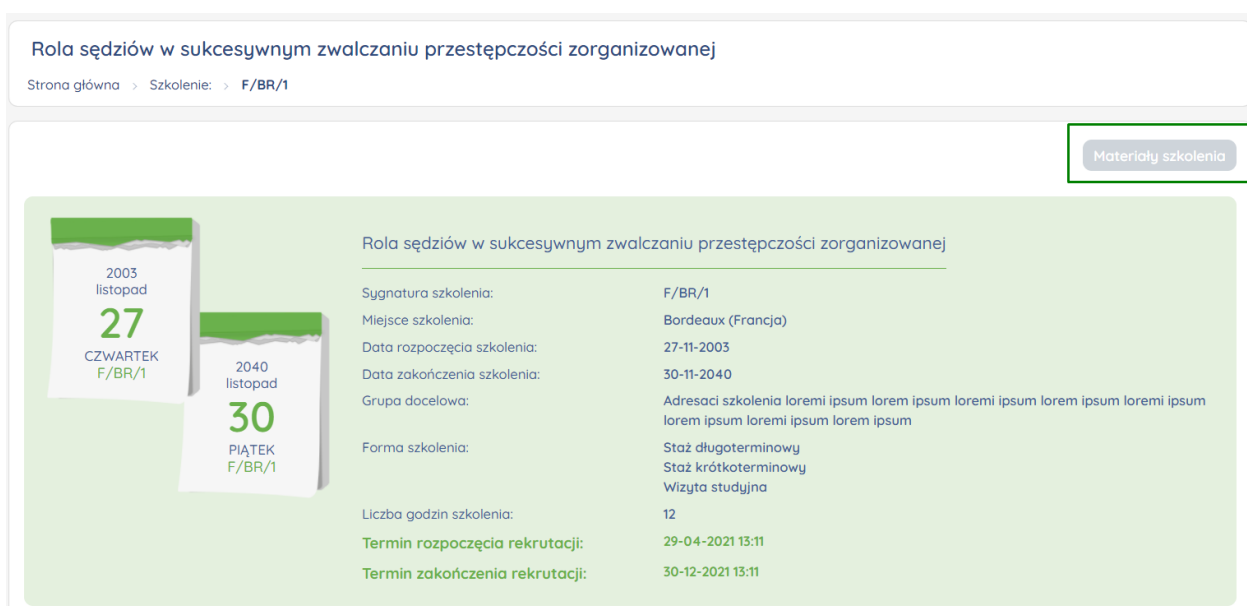 Rola sędziów w sukcesywnym zwalczaniu przestępczości zorganizowanej
Strona główna > Szkolenie: > F/BR/1
Materiały szkolenia
2003
listopad
27
CZWARTEK
F/BR/1
2040
listopad
30
PIĄTEK
F/BR/1
Rola sędziów w sukcesywnym zwalczaniu przestępczości zorganizowanej
Sygnatura szkolenia: F/BR/1
Miejsce szkolenia: Bordeaux (Francja)
Data rozpoczęcia szkolenia: 27-11-2003
Data zakończenia szkolenia: 30-11-2040
Grupa docelowa: Adresaci szkolenia loremi ipsum lorem ipsum loremi ipsum lorem ipsum loremi ipsum
lorem ipsum loremi ipsum lorem ipsum
Forma szkolenia: Staż długoterminowy
Staż krótkoterminowy
Wizyta studyjna
Liczba godzin szkolenia: 12
Termin rozpoczęcia rekrutacji: 29-04-2021 13:11
Termin zakończenia rekrutacji: 30-12-2021 13:11